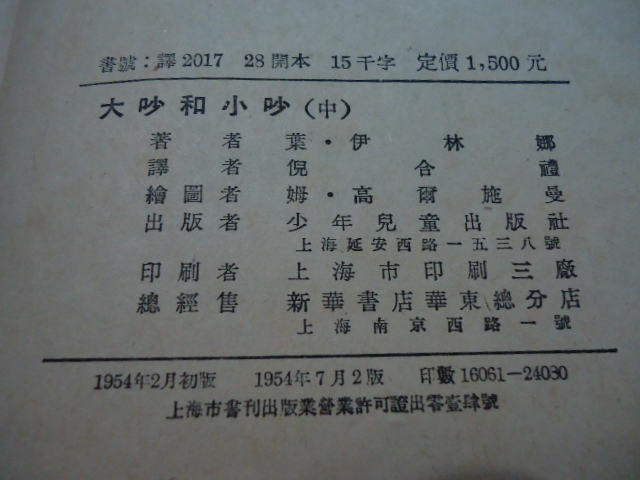 書號：譯2017 28開本 15千字 定價1,500元
大吵和小吵（中）
著者 葉·伊林娜
譯者 倪合禮
繪圖者 姆·高爾施曼
出版者 少年兒童出版社
上海延安西路一五三八號
印刷者 上海市印刷三廠
總經售 新華書店華東總分店
上海南京西路一號
1954年2月初版 1954年7月2版 印數16061—24080
上海市書刊出版業營業許可證出零壹肆號